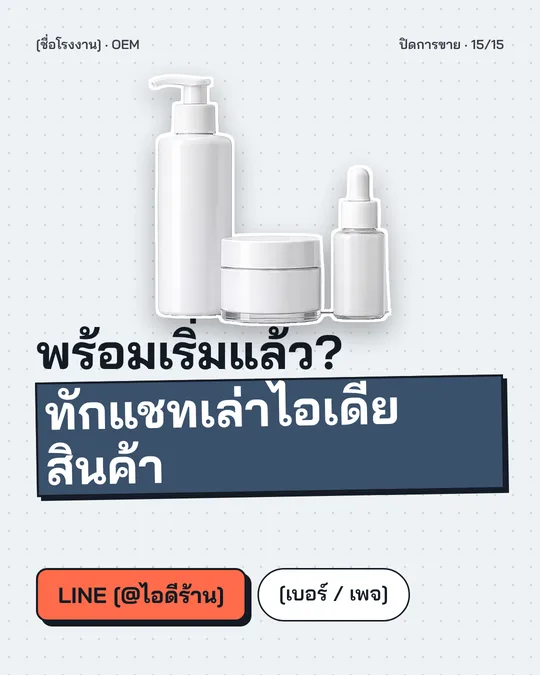 (ชื่อโรงงาน) · OEM
ปิดการขาย · 15/15
พร้อมเริ่มแล้ว?
ทักแชทเล่าไอเดีย
สินค้า
LINE (@ไอดีร้าน)
(เบอร์ / เพจ)